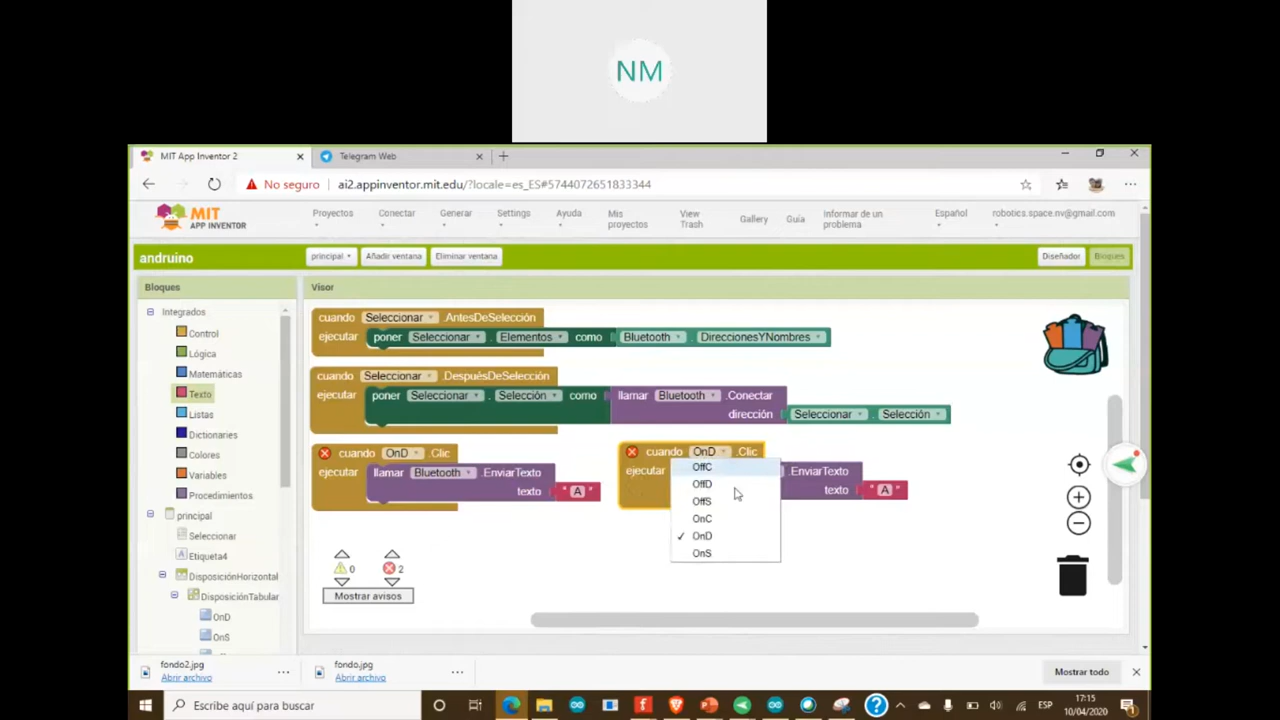 NM
MIT App Inventor 2
Telegram Web
No seguro
ai2.appinventor.mit.edu/?locale=es_ES#5744072651833344
MIT
APP INVENTOR
Proyectos
Conectar
Generar
Settings
Ayuda
Mis proyectos
View Trash
Gallery
Guía
Informar de un problema
Español
robotics.space.nv@gmail.com
andruino
principal
Añadir ventana
Eliminar ventana
Diseñador
Bloques
Bloques
Visor
Integrados
Control
Lógica
Matemáticas
Texto
Listas
Dictionaries
Colores
Variables
Procedimientos
principal
Seleccionar
Etiqueta4
DisposiciónHorizontal
DisposiciónTabular
OnD
OnS
cuando Seleccionar .AntesDeSelección
ejecutar poner Seleccionar . Elementos como Bluetooth . DireccionesYNombres
cuando Seleccionar .DespuésDeSelección
ejecutar poner Seleccionar . Selección como llamar Bluetooth .Conectar
dirección Seleccionar . Selección
cuando OnD .Clic
ejecutar llamar Bluetooth .EnviarTexto
texto "A"
cuando OnD .Clic
ejecutar .EnviarTexto
texto "A"
OffC
OffD
OffS
OnC
OnD
OnS
0 2
Mostrar avisos
fondo2.jpg
Abrir archivo
fondo.jpg
Abrir archivo
Mostrar todo
Escribe aquí para buscar
ESP
17:15
10/04/2020